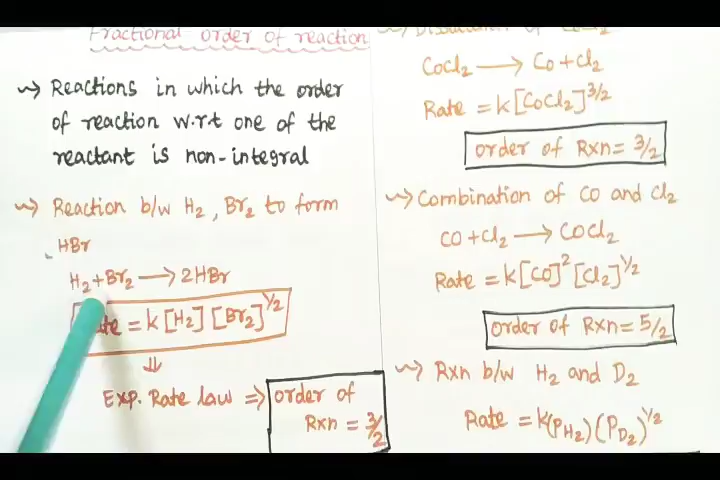 Fractional order of reaction
~> Reactions in which the order
of reaction w.r.t one of the
reactant is non-integral
~> Reaction b/w H₂, Br₂ to form
HBr
H₂+Br₂ → 2HBr
= k [H₂] [Br₂]^1/2
⇓
Exp. Rate law => order of
Rxn = 3/2
COCl₂ → CO + Cl₂
Rate = k[COCl₂]^3/2
order of Rxn = 3/2
~> Combination of CO and Cl₂
CO + Cl₂ → COCl₂
Rate = k[CO]² [Cl₂]^1/2
order of Rxn = 5/2
~> Rxn b/w H₂ and D₂
Rate = k(P_H₂)(P_D₂)^1/2